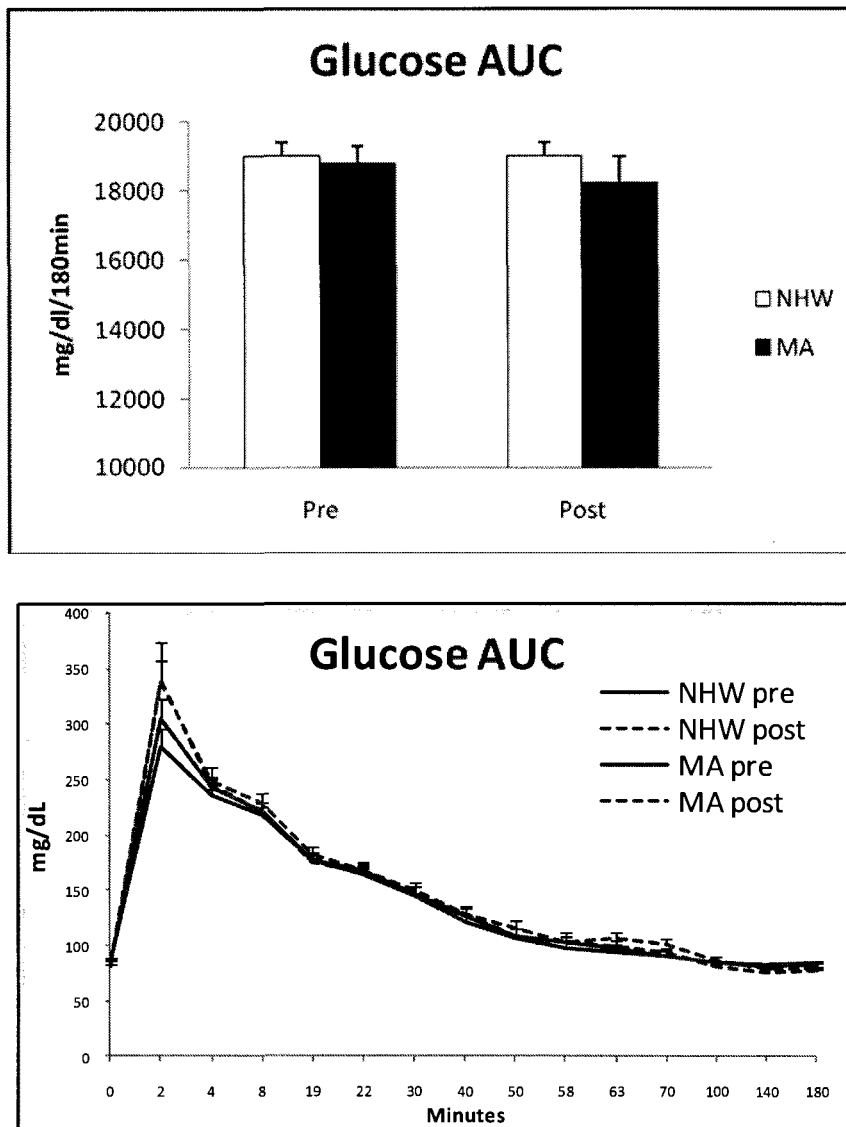 Glucose AUC
20000
18000
16000
14000
12000
10000
mg/dl/180min
Pre
Post
NHW
MA
Glucose AUC
400
350
300
250
200
150
100
50
0
mg/dL
NHW pre
NHW post
MA pre
MA post
0 2 4 8 19 22 30 40 50 58 63 70 100 140 180
Minutes